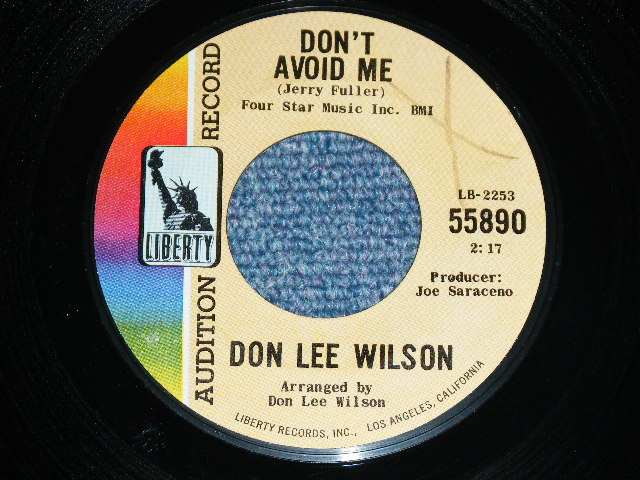 DON'T
AVOID ME
(Jerry Fuller)
Four Star Music Inc. BMI
AUDITION RECORD
LIBERTY
LB-2253
55890
2:17
Producer:
Joe Saraceno
DON LEE WILSON
Arranged by
Don Lee Wilson
LIBERTY RECORDS, INC., LOS ANGELES, CALIFORNIA